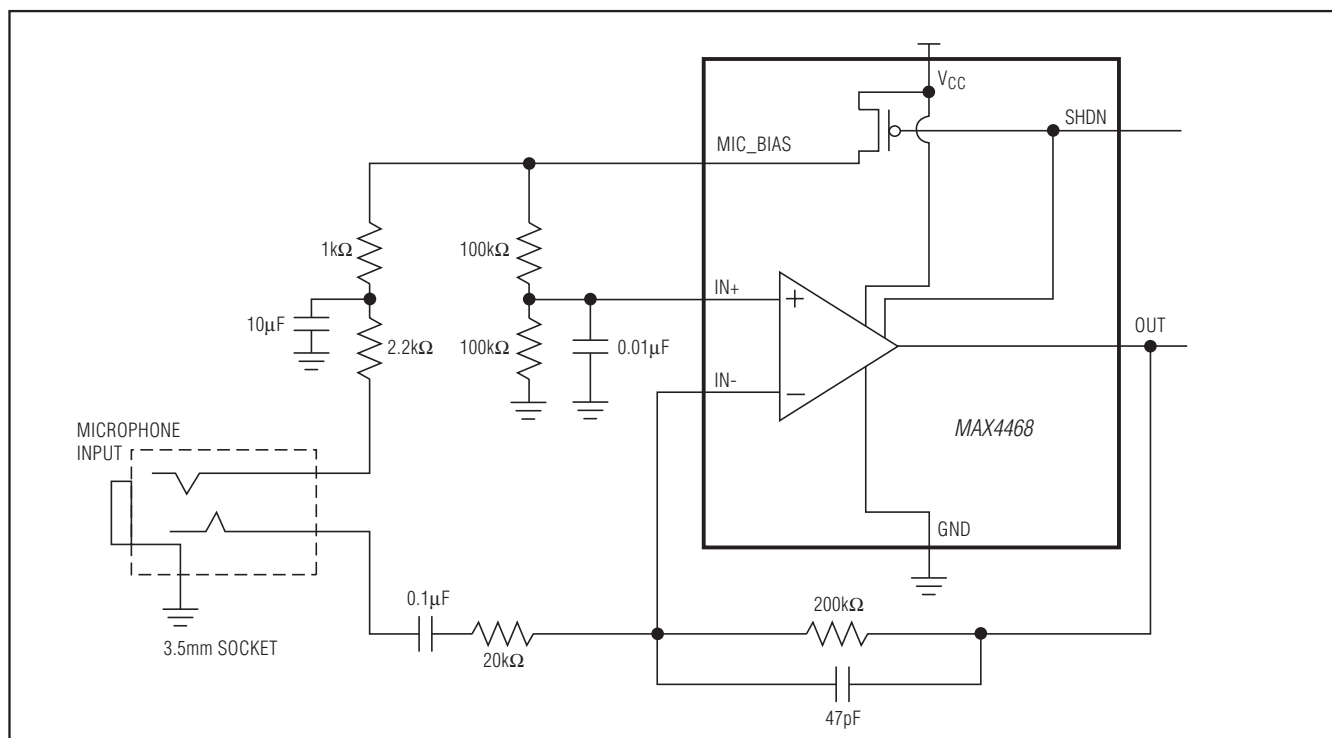 VCC
SHDN
MIC_BIAS
1kΩ
100kΩ
IN+
10μF
2.2kΩ
100kΩ
0.01μF
OUT
IN-
MICROPHONE
INPUT
MAX4468
GND
0.1μF
200kΩ
3.5mm SOCKET
20kΩ
47pF